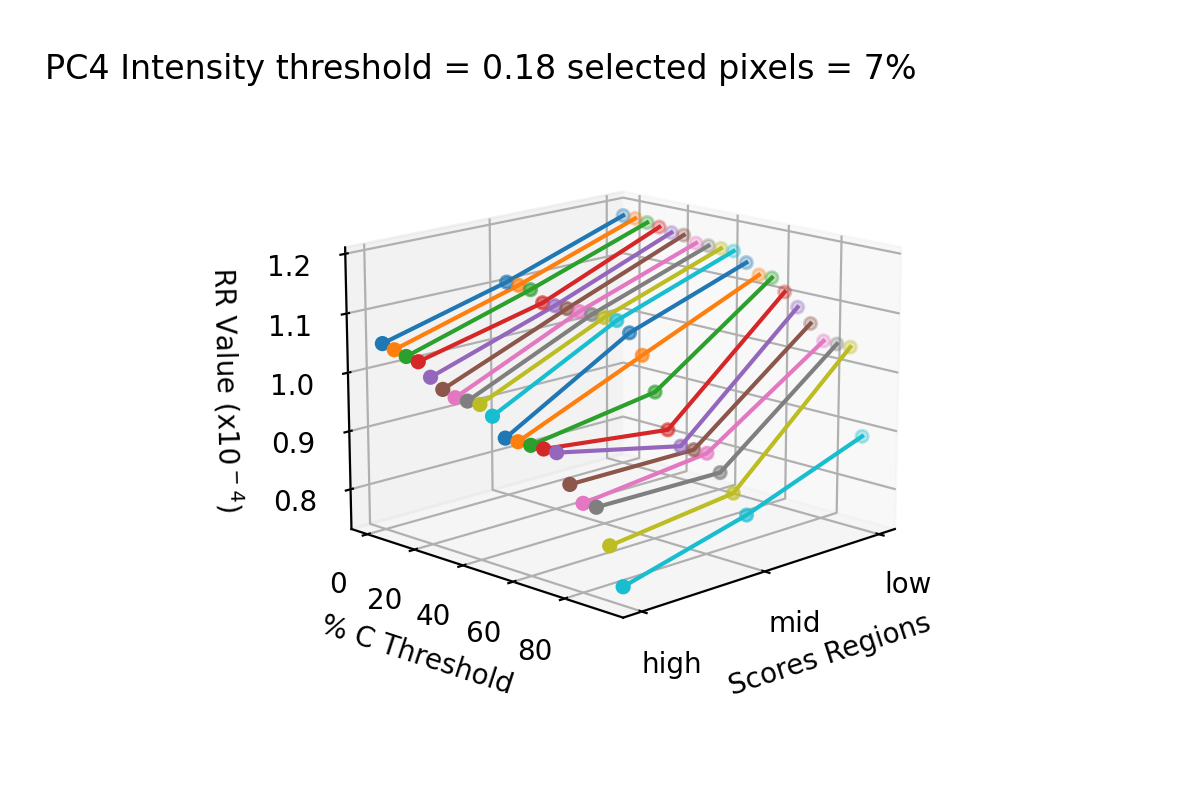 PC4 Intensity threshold = 0.18 selected pixels = 7%
RR Value (x10⁻⁴)
1.2
1.1
1.0
0.9
0.8
0
20
40
60
80
% C Threshold
high
mid
low
Scores Regions